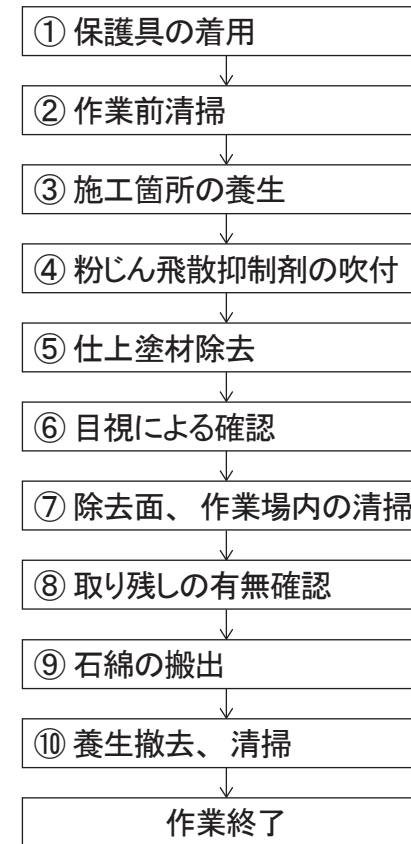 ① 保護具の着用
② 作業前清掃
③ 施工箇所の養生
④ 粉じん飛散抑制剤の吹付
⑤ 仕上塗材除去
⑥ 目視による確認
⑦ 除去面、作業場内の清掃
⑧ 取り残しの有無確認
⑨ 石綿の搬出
⑩ 養生撤去、清掃
作業終了